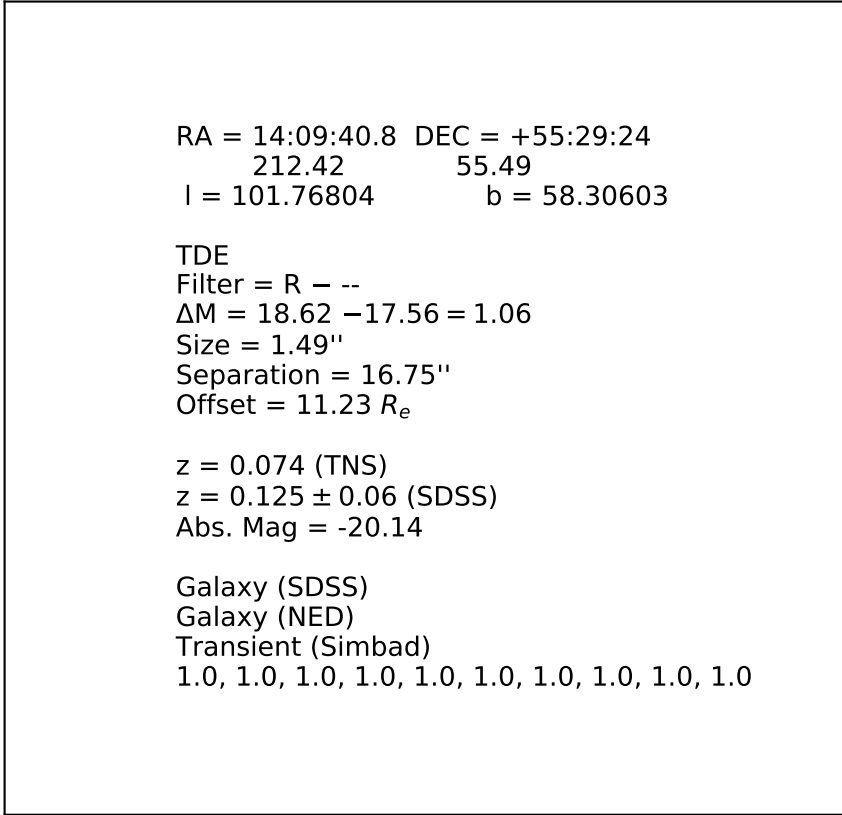 RA = 14:09:40.8  DEC = +55:29:24
212.42  55.49
l = 101.76804  b = 58.30603
TDE
Filter = R − --
ΔM = 18.62 −17.56 = 1.06
Size = 1.49''
Separation = 16.75''
Offset = 11.23 Re
z = 0.074 (TNS)
z = 0.125 ± 0.06 (SDSS)
Abs. Mag = -20.14
Galaxy (SDSS)
Galaxy (NED)
Transient (Simbad)
1.0, 1.0, 1.0, 1.0, 1.0, 1.0, 1.0, 1.0, 1.0, 1.0